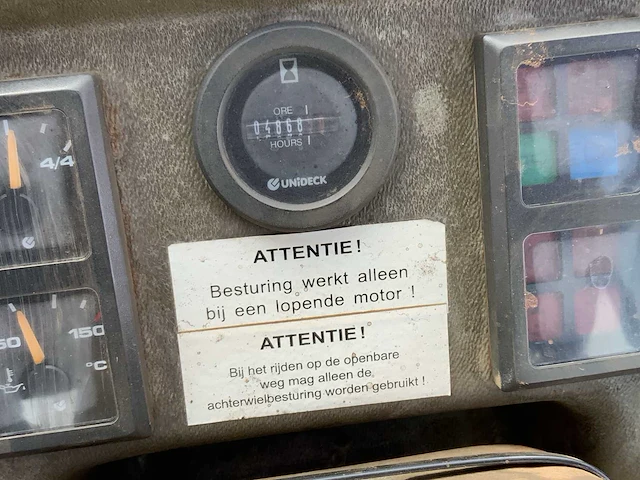 ORE
04868
HOURS
UNiDECK
4/4
150
°C
ATTENTIE!
Besturing werkt alleen
bij een lopende motor !
ATTENTIE!
Bij het rijden op de openbare
weg mag alleen de
achterwielbesturing worden gebruikt !